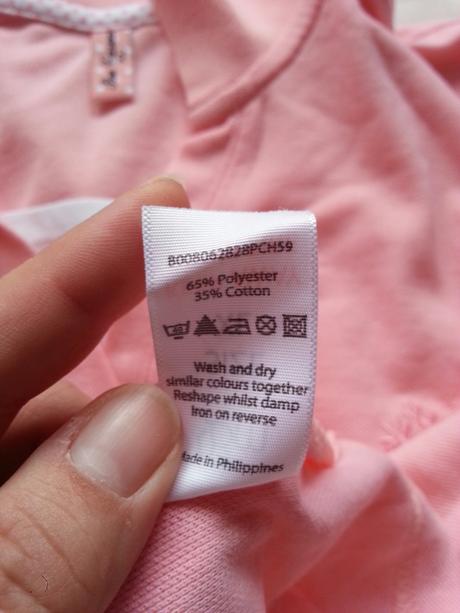 B008062828PCH59
65% Polyester
35% Cotton
40
Wash and dry
similar colours together
Reshape whilst damp
Iron on reverse
Made in Philippines